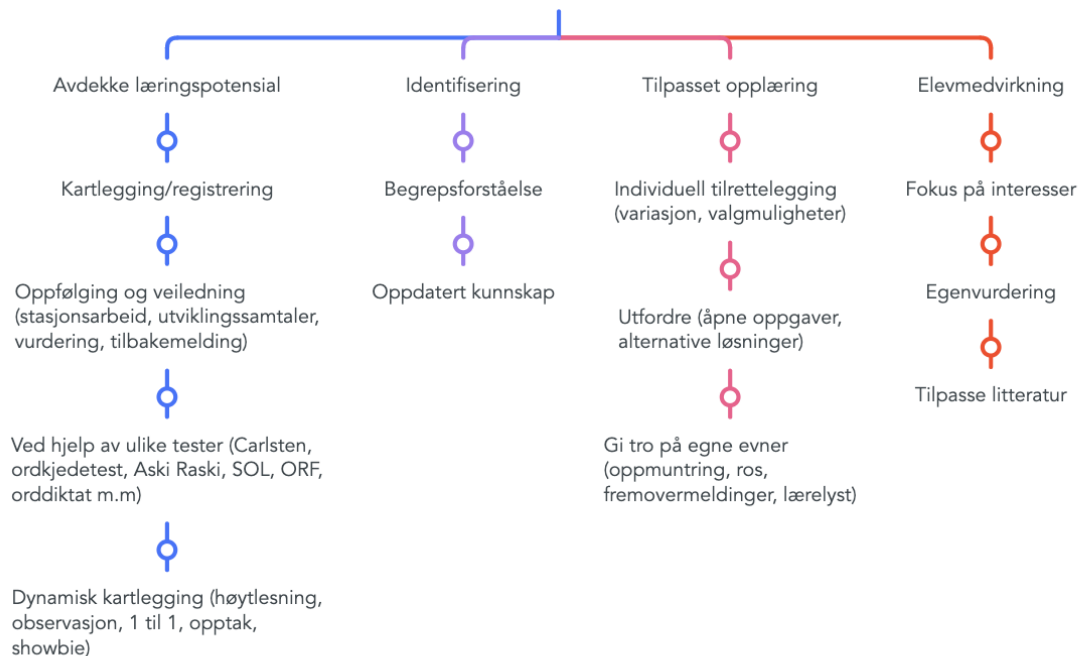 Avdekke læringspotensial
Kartlegging/registrering
Oppfølging og veiledning
(stasjonsarbeid, utviklingssamtaler,
vurdering, tilbakemelding)
Ved hjelp av ulike tester (Carlsten,
ordkjedetest, Aski Raski, SOL, ORF,
orddiktat m.m)
Dynamisk kartlegging (høytlesning,
observasjon, 1 til 1, opptak,
showbie)
Identifisering
Begrepsforståelse
Oppdatert kunnskap
Tilpasset opplæring
Individuell tilrettelegging
(variasjon, valgmuligheter)
Utfordre (åpne oppgaver,
alternative løsninger)
Gi tro på egne evner
(oppmuntring, ros,
fremovermeldinger, lærelyst)
Elevmedvirkning
Fokus på interesser
Egenvurdering
Tilpasse litteratur